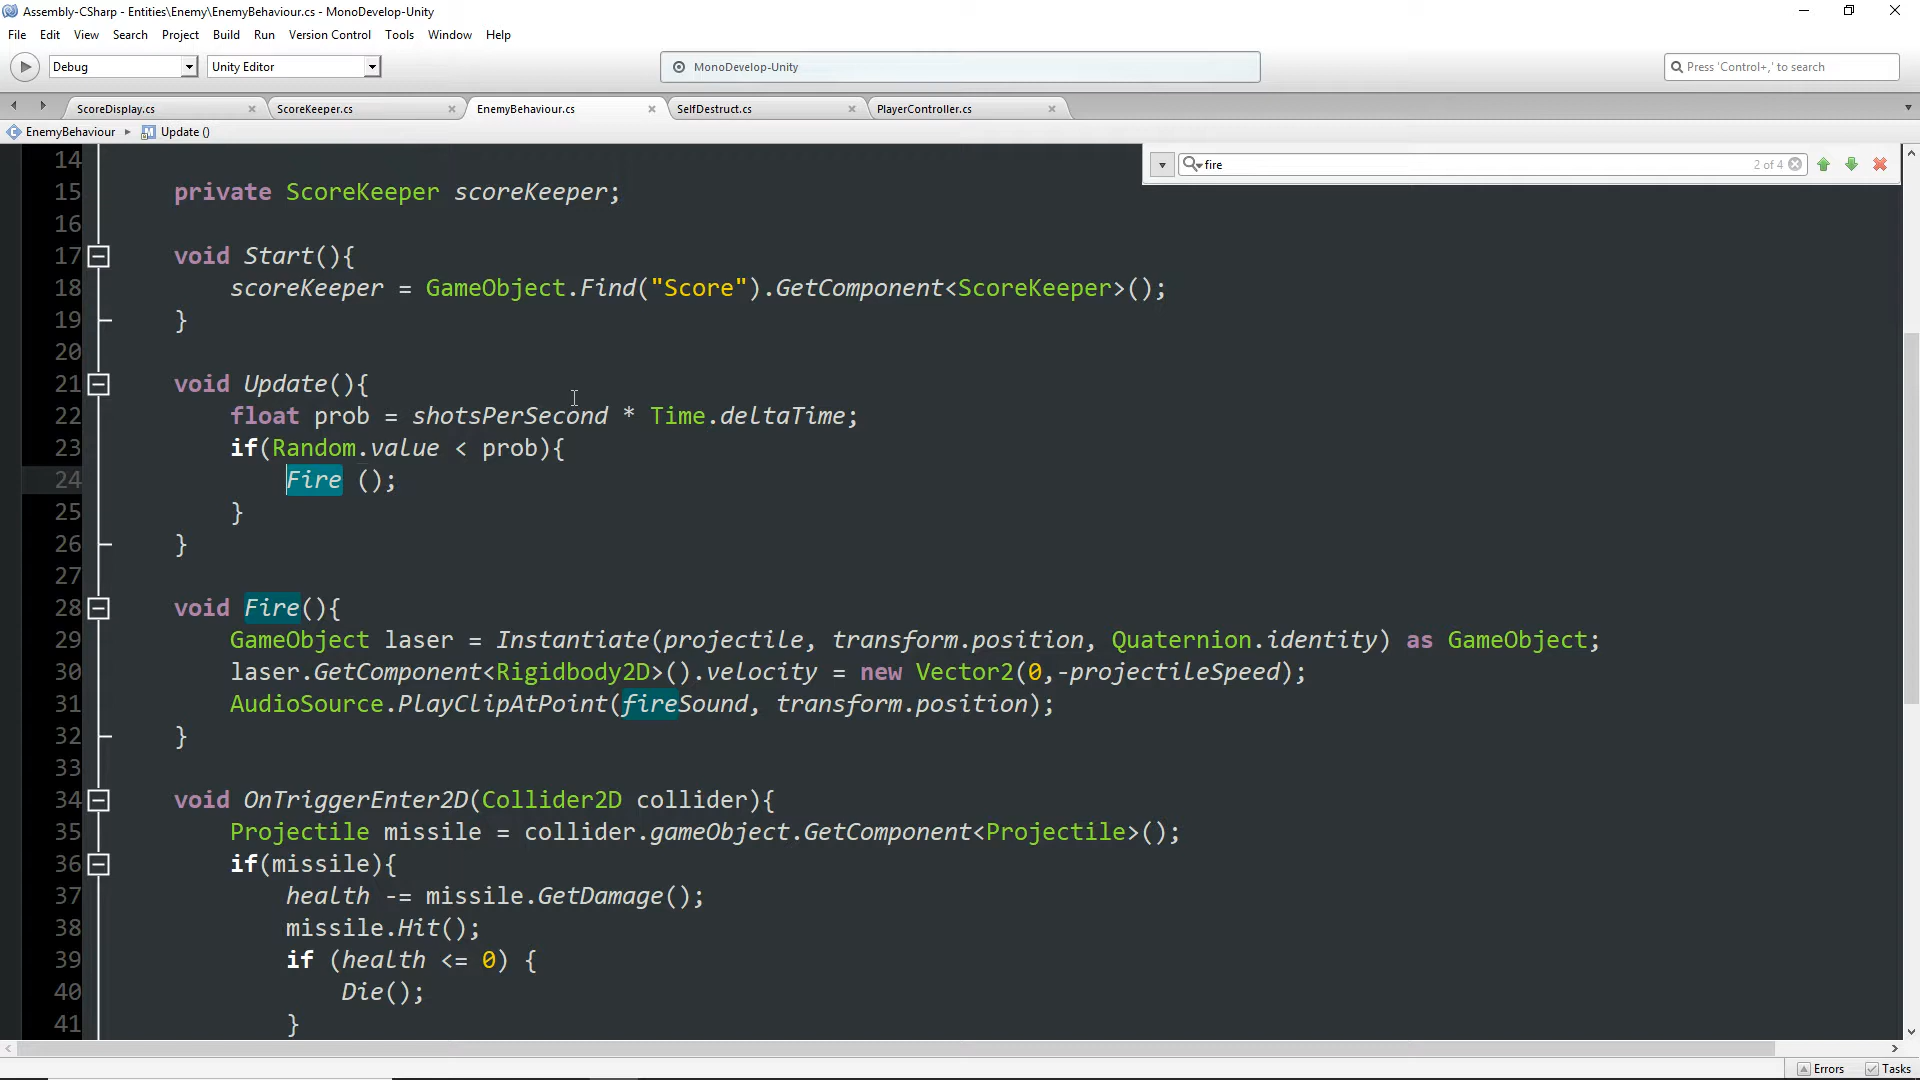 Assembly-CSharp - Entities\Enemy\EnemyBehaviour.cs - MonoDevelop-Unity
File Edit View Search Project Build Run Version Control Tools Window Help
Debug Unity Editor MonoDevelop-Unity Press 'Control+,' to search
ScoreDisplay.cs ScoreKeeper.cs EnemyBehaviour.cs SelfDestruct.cs PlayerController.cs
EnemyBehaviour Update ()
fire 2 of 4
14
15 private ScoreKeeper scoreKeeper;
16
17 void Start(){
18 scoreKeeper = GameObject.Find("Score").GetComponent<ScoreKeeper>();
19 }
20
21 void Update(){
22 float prob = shotsPerSecond * Time.deltaTime;
23 if(Random.value < prob){
24 Fire ();
25 }
26 }
27
28 void Fire(){
29 GameObject laser = Instantiate(projectile, transform.position, Quaternion.identity) as GameObject;
30 laser.GetComponent<Rigidbody2D>().velocity = new Vector2(0,-projectileSpeed);
31 AudioSource.PlayClipAtPoint(fireSound, transform.position);
32 }
33
34 void OnTriggerEnter2D(Collider2D collider){
35 Projectile missile = collider.gameObject.GetComponent<Projectile>();
36 if(missile){
37 health -= missile.GetDamage();
38 missile.Hit();
39 if (health <= 0) {
40 Die();
41 }
Errors Tasks